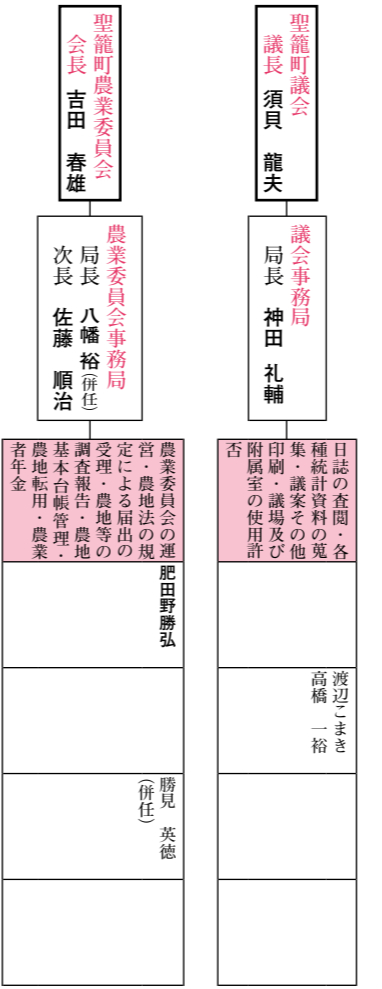 聖籠町議会
議長 須貝 龍夫
議会事務局
局長 神田 礼輔
日誌の査閲・各
種統計資料の蒐
集・議案その他
印刷・議場及び
附属室の使用許
否
渡辺こまき
高橋 一裕
聖籠町農業委員会
会長 吉田 春雄
農業委員会事務局
局長 八幡 裕(併任)
次長 佐藤 順治
農業委員会の運
営・農地法の規
定による届出の
受理・農地等の
調査報告・農地
基本台帳管理・
農地転用・農業
者年金
肥田野勝弘
勝見 英徳
(併任)